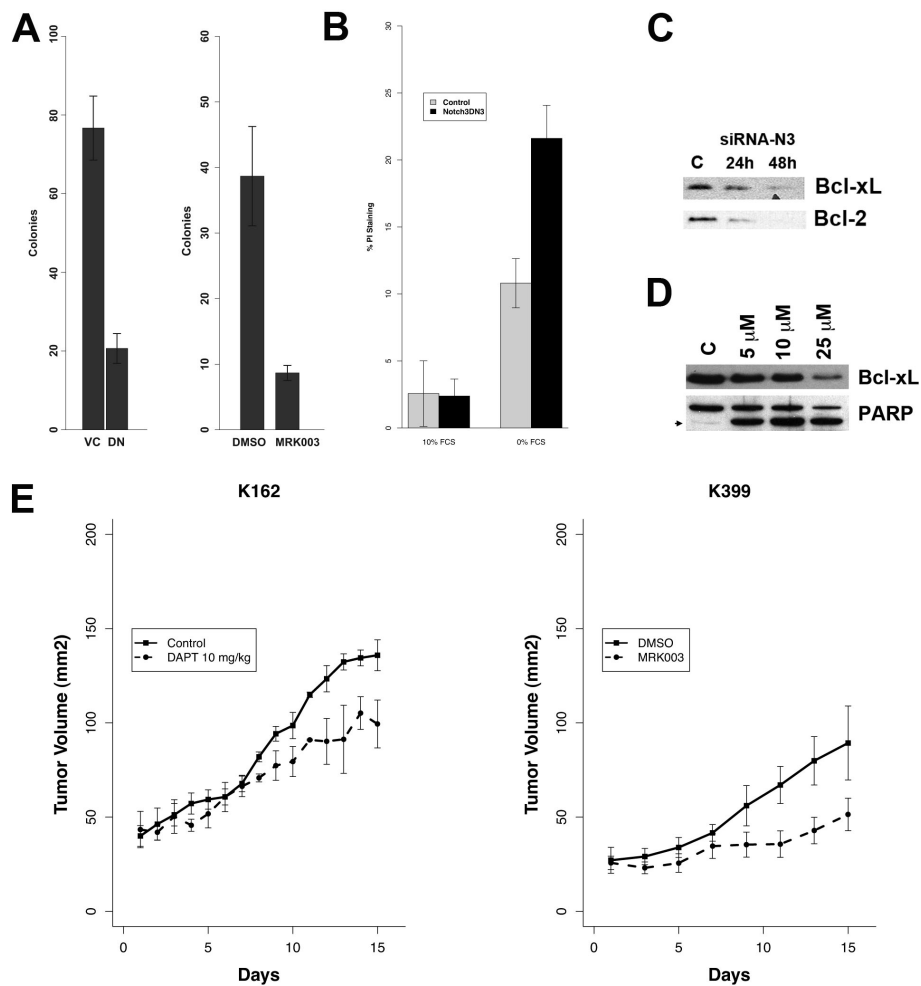 A
Colonies
100
80
60
40
20
0
VC DN
Colonies
60
50
40
30
20
10
0
DMSO MRK003
B
% PI Staining
30
25
20
15
10
5
0
Control
Notch3DN3
10% FCS 0% FCS
C
siRNA-N3
C 24h 48h
Bcl-xL
Bcl-2
D
C 5 µM 10 µM 25 µM
Bcl-xL
PARP
E
K162
Tumor Volume (mm2)
200
150
100
50
0
Control
DAPT 10 mg/kg
0 5 10 15
Days
K399
Tumor Volume (mm2)
200
150
100
50
0
DMSO
MRK003
0 5 10 15
Days